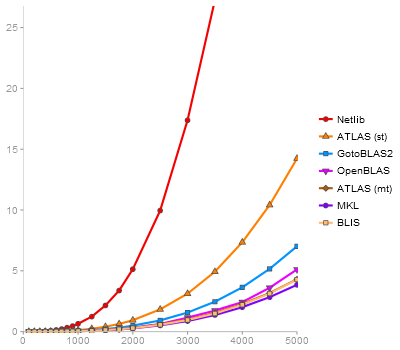 25
20
15
10
5
0
0
1000
2000
3000
4000
5000
Netlib
ATLAS (st)
GotoBLAS2
OpenBLAS
ATLAS (mt)
MKL
BLIS